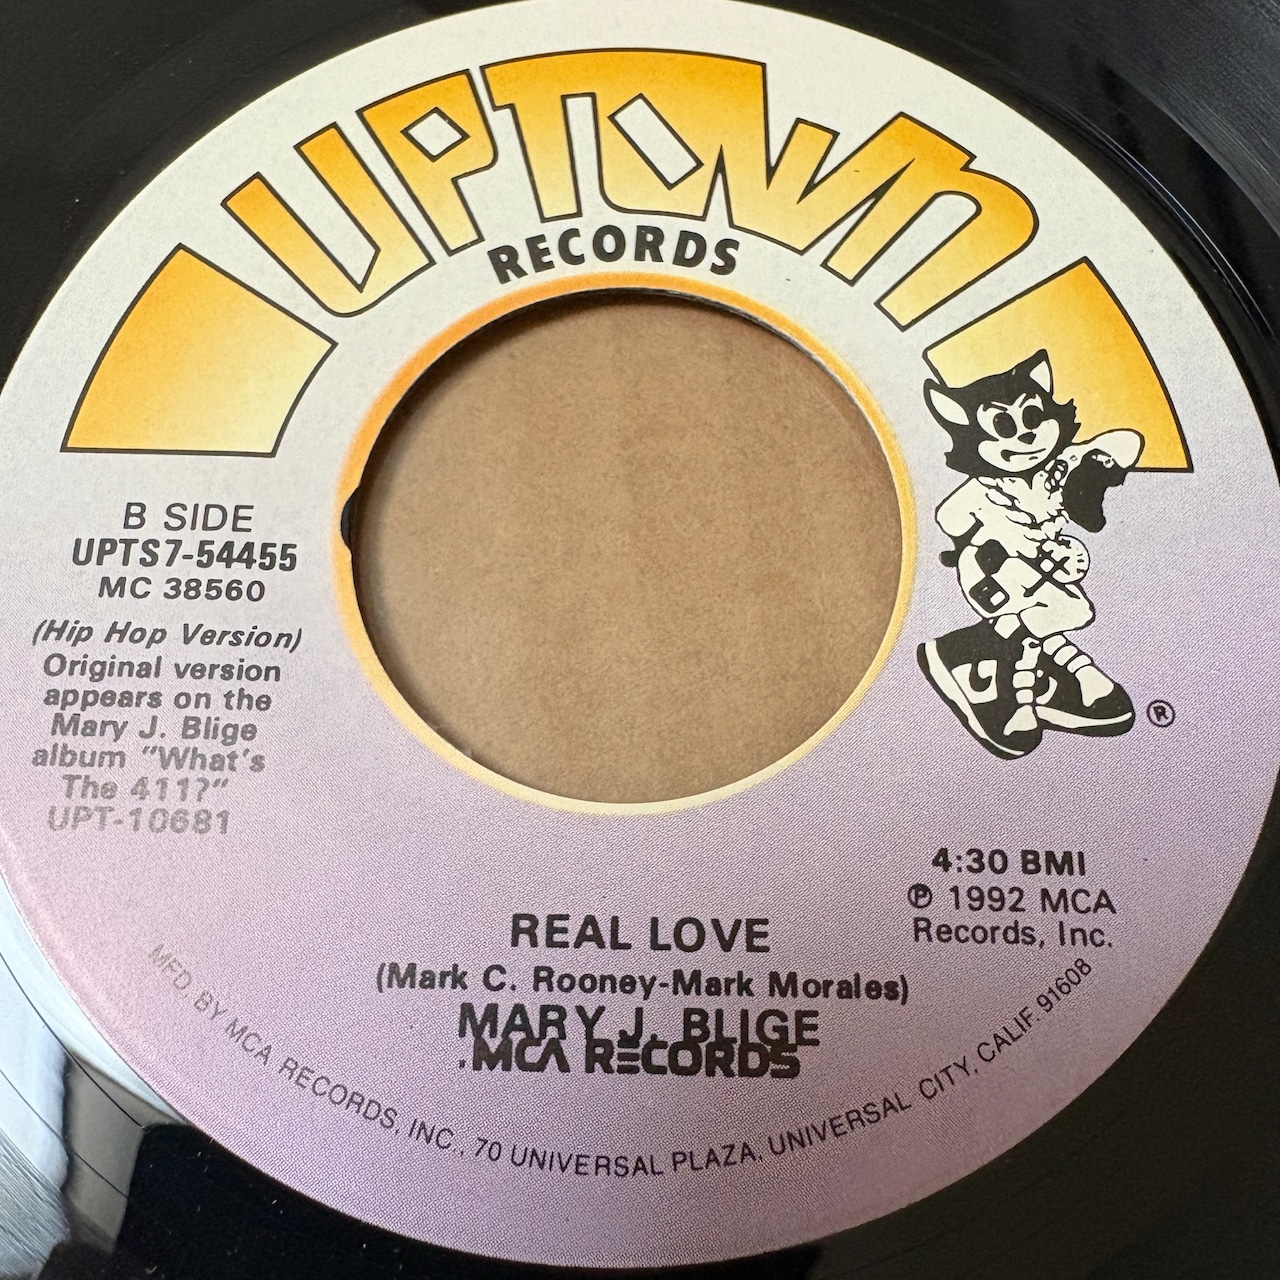 UPTOWN
RECORDS
B SIDE
UPTS7-54455
MC 38560
(Hip Hop Version)
Original version
appears on the
Mary J. Blige
album "What's
The 411?"
UPT-10681
®
4:30 BMI
℗ 1992 MCA
Records, Inc.
REAL LOVE
(Mark C. Rooney-Mark Morales)
MARY J. BLIGE
.MCA RECORDS
MFD. BY MCA RECORDS, INC., 70 UNIVERSAL PLAZA, UNIVERSAL CITY, CALIF. 91608